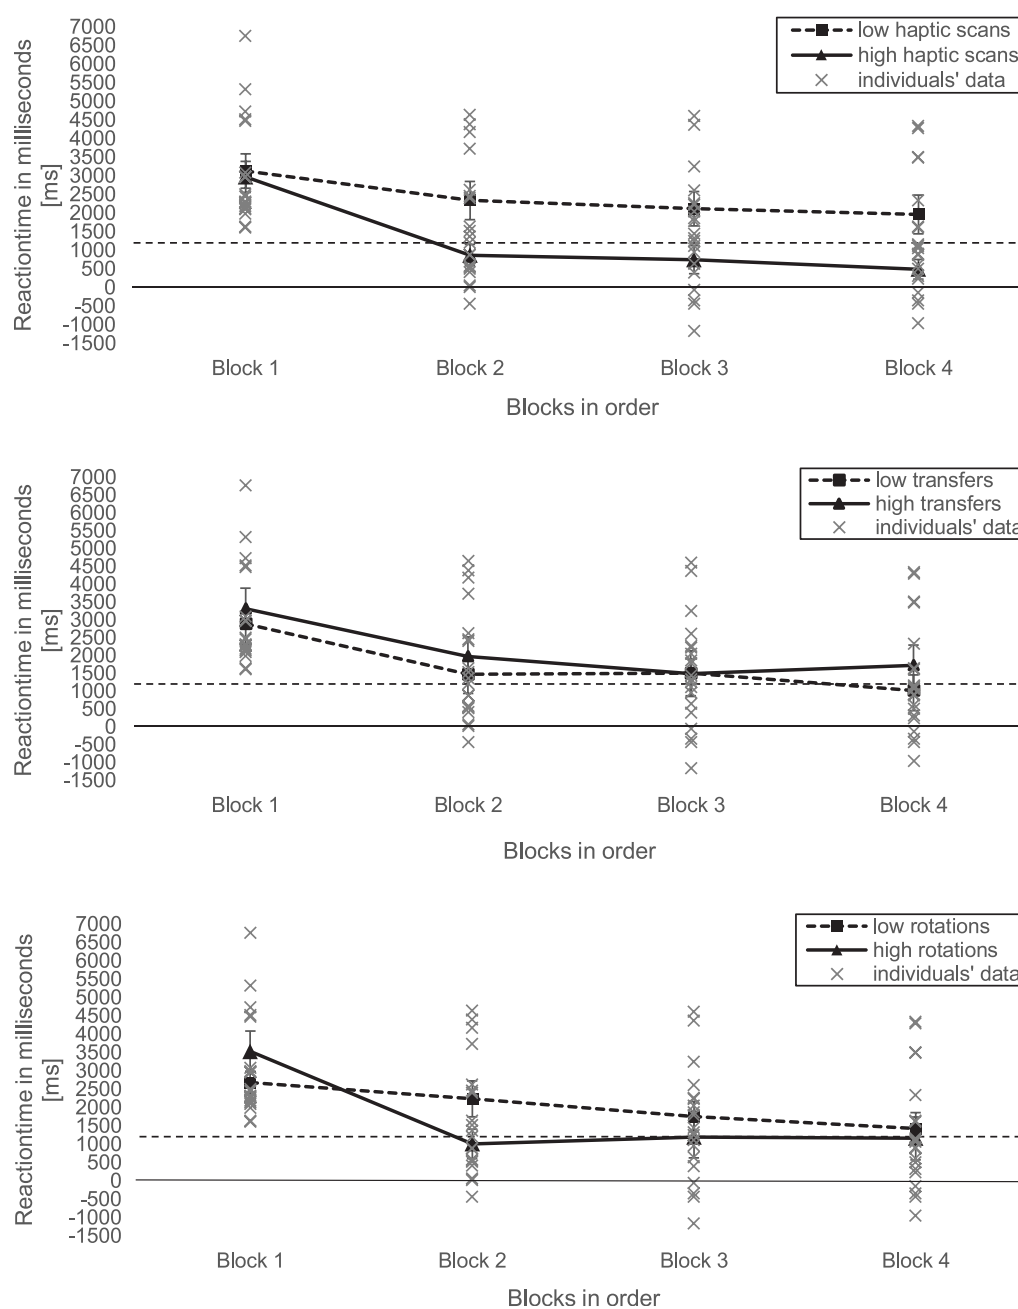 7000
6500
6000
5500
5000
4500
4000
3500
3000
2500
2000
1500
1000
500
0
-500
-1000
-1500
Reactiontime in milliseconds
[ms]
low haptic scans
high haptic scans
individuals' data
Block 1 Block 2 Block 3 Block 4
Blocks in order
7000
6500
6000
5500
5000
4500
4000
3500
3000
2500
2000
1500
1000
500
0
-500
-1000
-1500
Reactiontime in milliseconds
[ms]
low transfers
high transfers
individuals' data
Block 1 Block 2 Block 3 Block 4
Blocks in order
7000
6500
6000
5500
5000
4500
4000
3500
3000
2500
2000
1500
1000
500
0
-500
-1000
-1500
Reactiontime in milliseconds
[ms]
low rotations
high rotations
individuals' data
Block 1 Block 2 Block 3 Block 4
Blocks in order